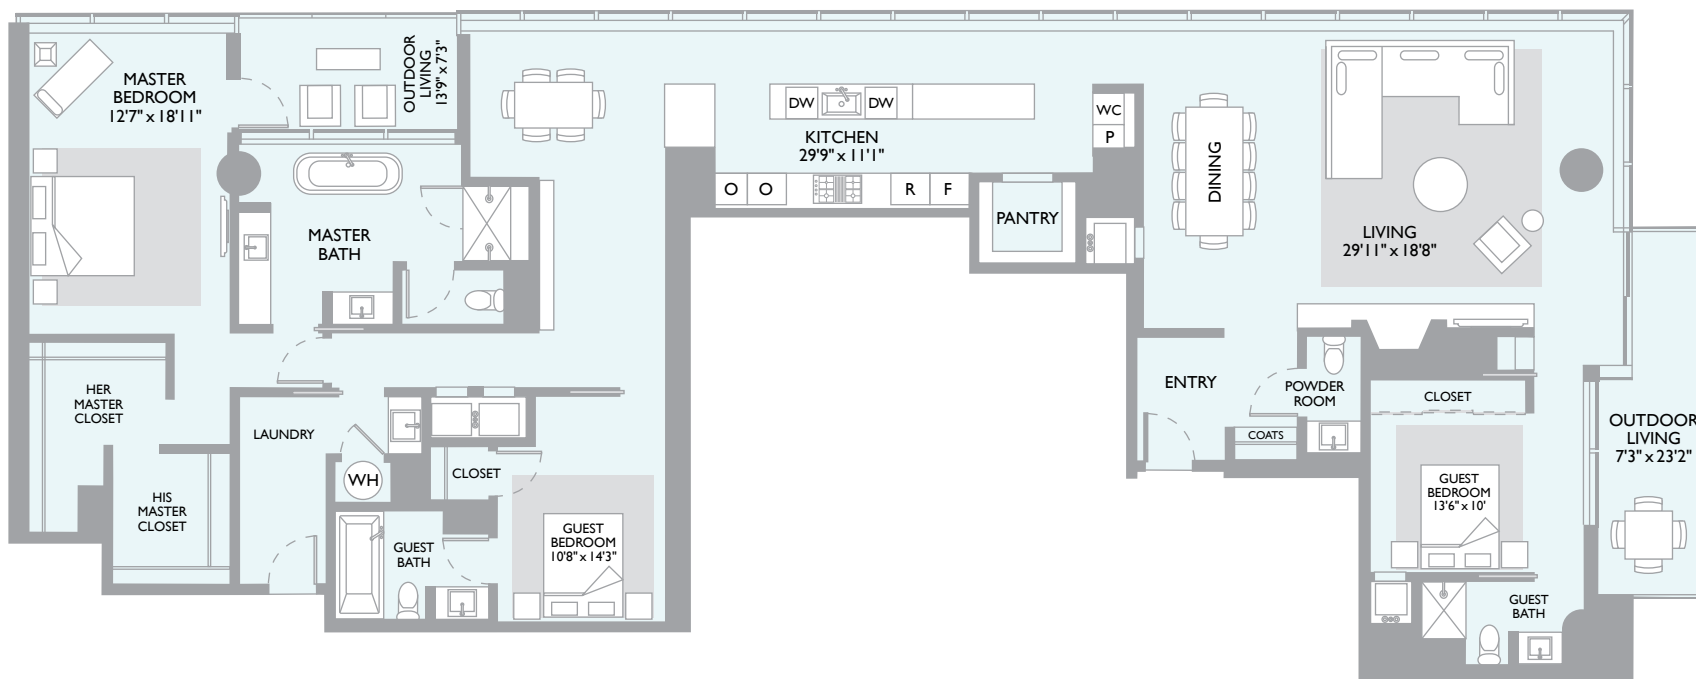 MASTER
BEDROOM
12'7" x 18'11"
OUTDOOR
LIVING
13'9" x 7'3"
DW
DW
KITCHEN
29'9" x 11'1"
WC
P
DINING
O
O
R
F
PANTRY
LIVING
29'11" x 18'8"
MASTER
BATH
HER
MASTER
CLOSET
HIS
MASTER
CLOSET
LAUNDRY
WH
CLOSET
GUEST
BATH
GUEST
BEDROOM
10'8" x 14'3"
ENTRY
POWDER
ROOM
COATS
CLOSET
GUEST
BEDROOM
13'6" x 10'
OUTDOOR
LIVING
7'3" x 23'2"
GUEST
BATH